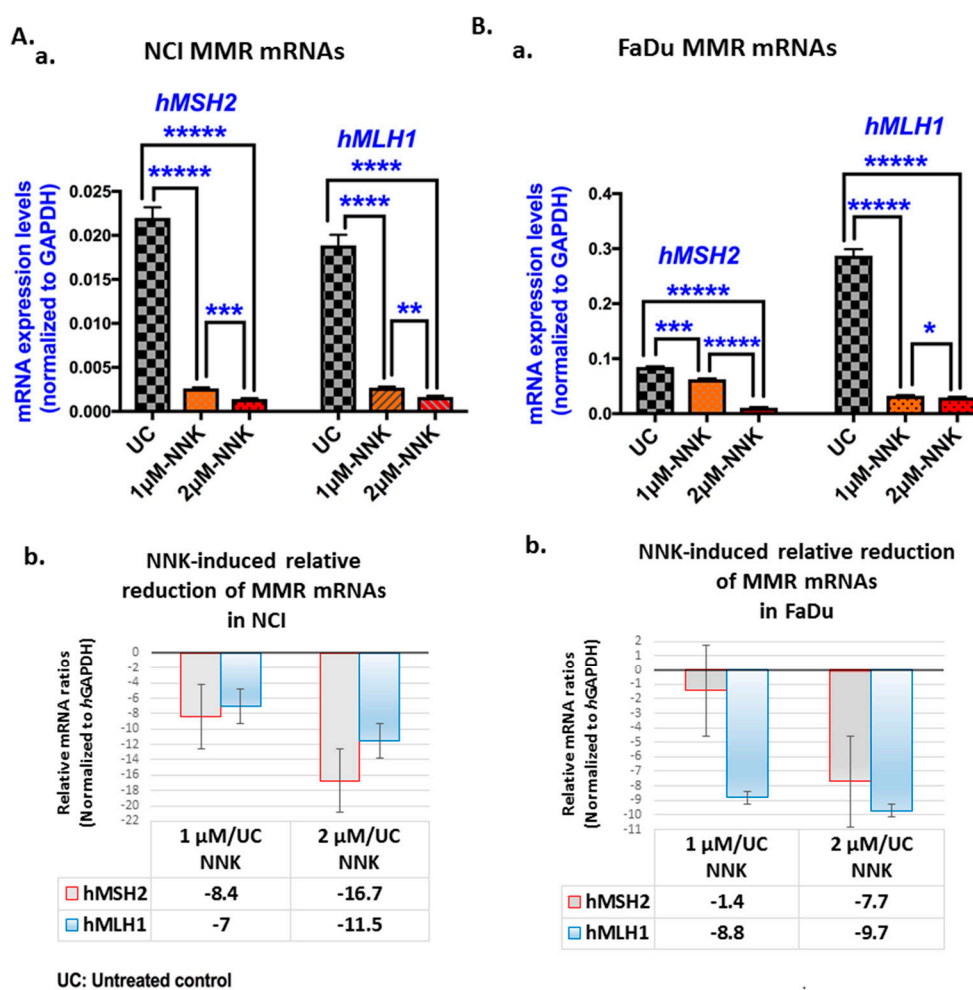 A.
a.
NCI MMR mRNAs
hMSH2
*****
*****
***
hMLH1
****
****
**
mRNA expression levels
(normalized to GAPDH)
0.025
0.020
0.015
0.010
0.005
0.000
UC
1µM-NNK
2µM-NNK
UC
1µM-NNK
2µM-NNK
B.
a.
FaDu MMR mRNAs
hMSH2
*****
***
*****
hMLH1
*****
*****
*
mRNA expression levels
(normalized to GAPDH)
0.4
0.3
0.2
0.1
0.0
UC
1µM-NNK
2µM-NNK
UC
1µM-NNK
2µM-NNK
b.
NNK-induced relative
reduction of MMR mRNAs
in NCI
Relative mRNA ratios
(Normalized to hGAPDH)
0
-2
-4
-6
-8
-10
-12
-14
-16
-18
-20
-22
1 µM/UC 2 µM/UC
NNK NNK
hMSH2 -8.4 -16.7
hMLH1 -7 -11.5
UC: Untreated control
b.
NNK-induced relative reduction
of MMR mRNAs
in FaDu
Relative mRNA ratios
(Normalized to hGAPDH)
2
1
0
-1
-2
-3
-4
-5
-6
-7
-8
-9
-10
-11
1 µM/UC 2 µM/UC
NNK NNK
hMSH2 -1.4 -7.7
hMLH1 -8.8 -9.7